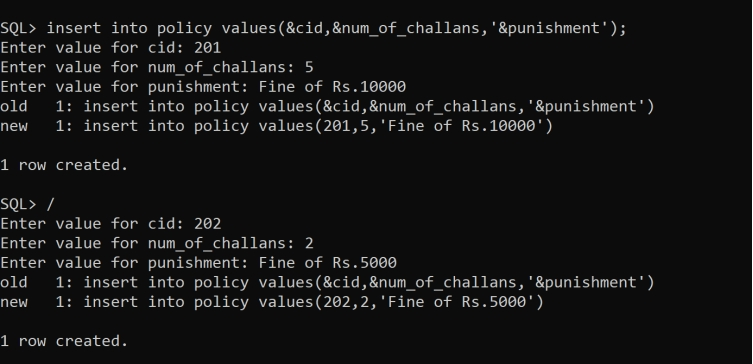 SQL> insert into policy values(&cid,&num_of_challans,'&punishment');
Enter value for cid: 201
Enter value for num_of_challans: 5
Enter value for punishment: Fine of Rs.10000
old   1: insert into policy values(&cid,&num_of_challans,'&punishment')
new   1: insert into policy values(201,5,'Fine of Rs.10000')
1 row created.
SQL> /
Enter value for cid: 202
Enter value for num_of_challans: 2
Enter value for punishment: Fine of Rs.5000
old   1: insert into policy values(&cid,&num_of_challans,'&punishment')
new   1: insert into policy values(202,2,'Fine of Rs.5000')
1 row created.